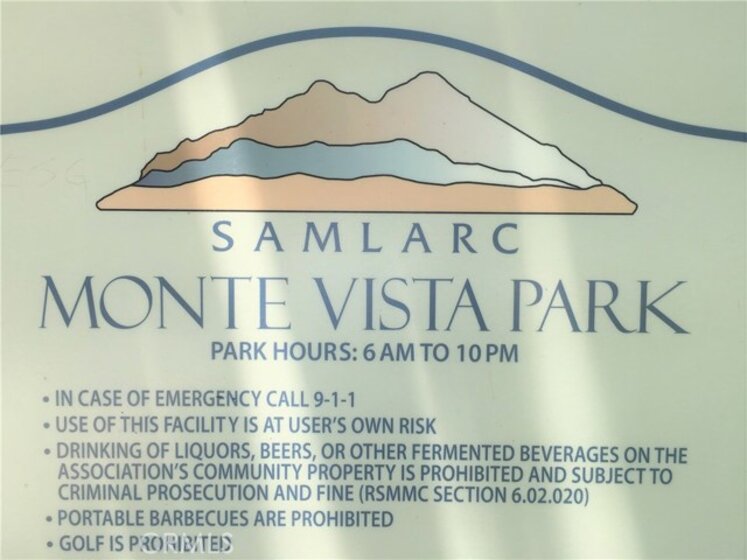 SAMLARC
MONTE VISTA PARK
PARK HOURS: 6 AM TO 10 PM
• IN CASE OF EMERGENCY CALL 9-1-1
• USE OF THIS FACILITY IS AT USER'S OWN RISK
• DRINKING OF LIQUORS, BEERS, OR OTHER FERMENTED BEVERAGES ON THE
ASSOCIATION'S COMMUNITY PROPERTY IS PROHIBITED AND SUBJECT TO
CRIMINAL PROSECUTION AND FINE (RSMMC SECTION 6.02.020)
• PORTABLE BARBECUES ARE PROHIBITED
• GOLF IS PROHIBITED